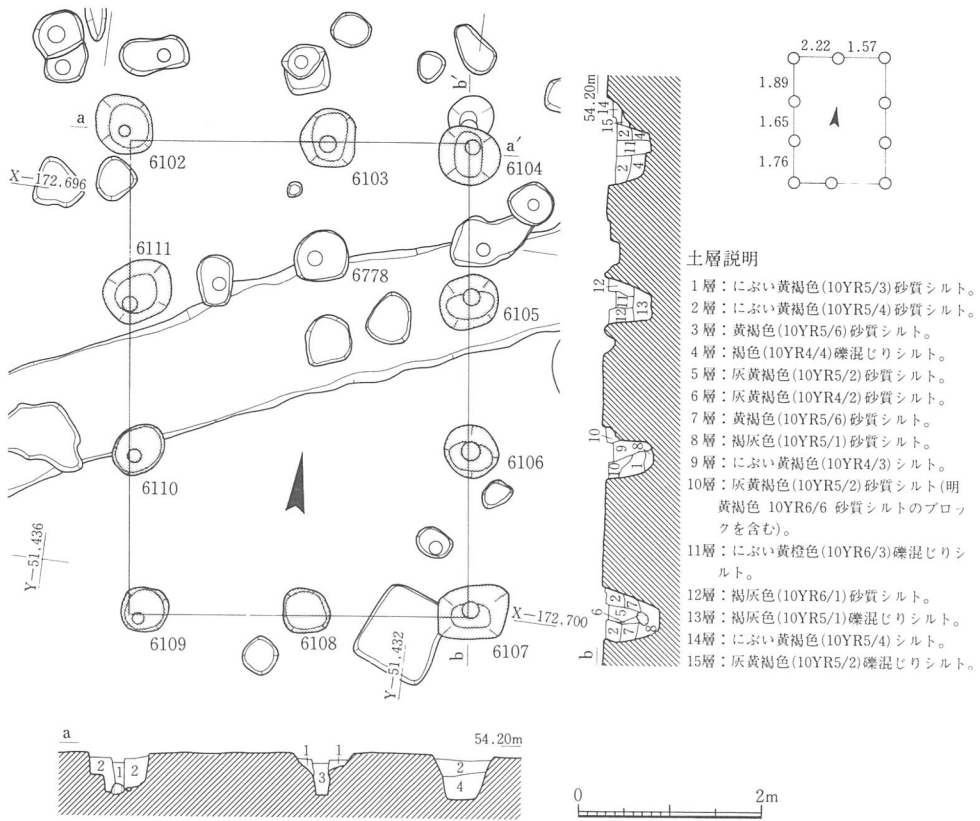 a
b′
a′
6102
6103
6104
X－172.696
6111
6778
6105
6110
6106
Y－51.436
6109
6108
Y－51.432
6107
X－172.700
b
54.20m
14
15
2
4
11
2
4
12
11
12
13
10
9
8
10
1
6
2
7
5
2
7
8
b
2.22 1.57
1.89
1.65
1.76
土層説明
1層：にぶい黄褐色(10YR5/3)砂質シルト。
2層：にぶい黄褐色(10YR5/4)砂質シルト。
3層：黄褐色(10YR5/6)砂質シルト。
4層：褐色(10YR4/4)礫混じりシルト。
5層：灰黄褐色(10YR5/2)砂質シルト。
6層：灰黄褐色(10YR4/2)砂質シルト。
7層：黄褐色(10YR5/6)砂質シルト。
8層：褐灰色(10YR5/1)砂質シルト。
9層：にぶい黄褐色(10YR4/3)シルト。
10層：灰黄褐色(10YR5/2)砂質シルト(明
黄褐色 10YR6/6 砂質シルトのブロッ
クを含む)。
11層：にぶい黄橙色(10YR6/3)礫混じりシ
ルト。
12層：褐灰色(10YR6/1)砂質シルト。
13層：褐灰色(10YR5/1)礫混じりシルト。
14層：にぶい黄褐色(10YR5/4)シルト。
15層：灰黄褐色(10YR5/2)礫混じりシルト。
a
54.20m
2
1
2
1
1
3
2
4
0 2m